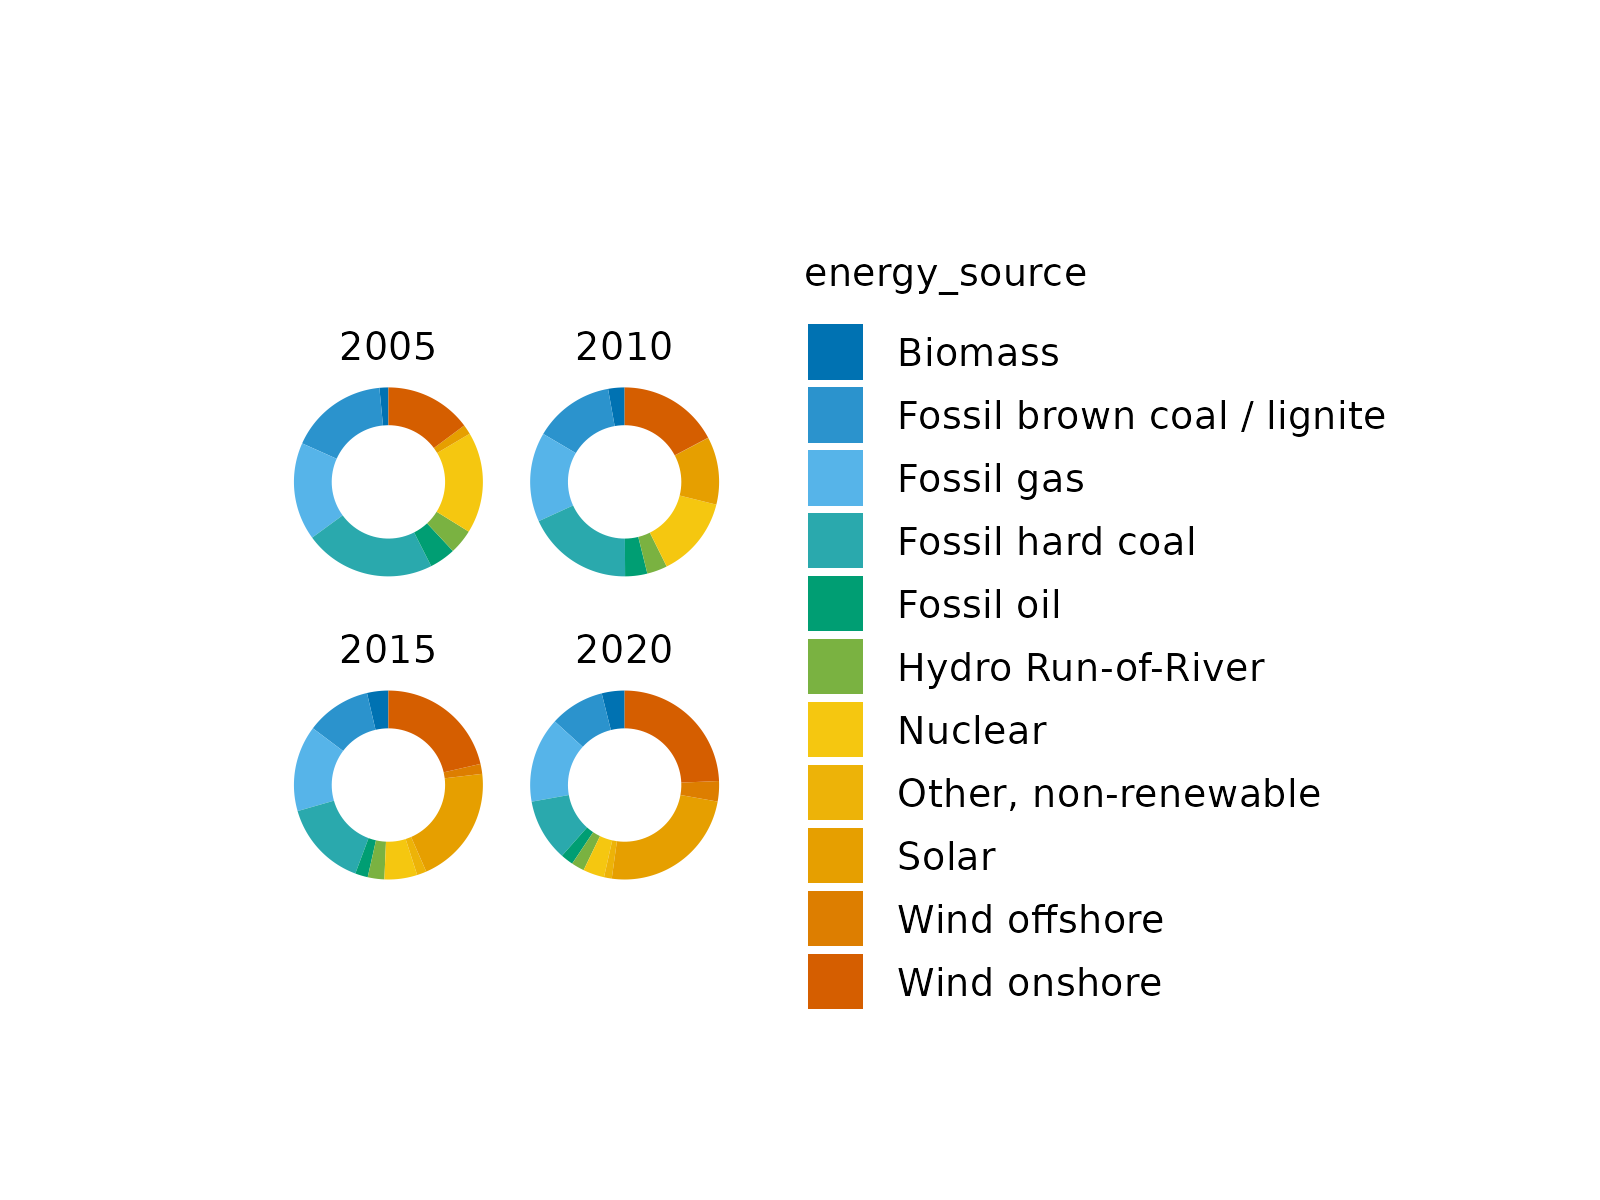 energy_source
2005
2010
2015
2020
Biomass
Fossil brown coal / lignite
Fossil gas
Fossil hard coal
Fossil oil
Hydro Run-of-River
Nuclear
Other, non-renewable
Solar
Wind offshore
Wind onshore